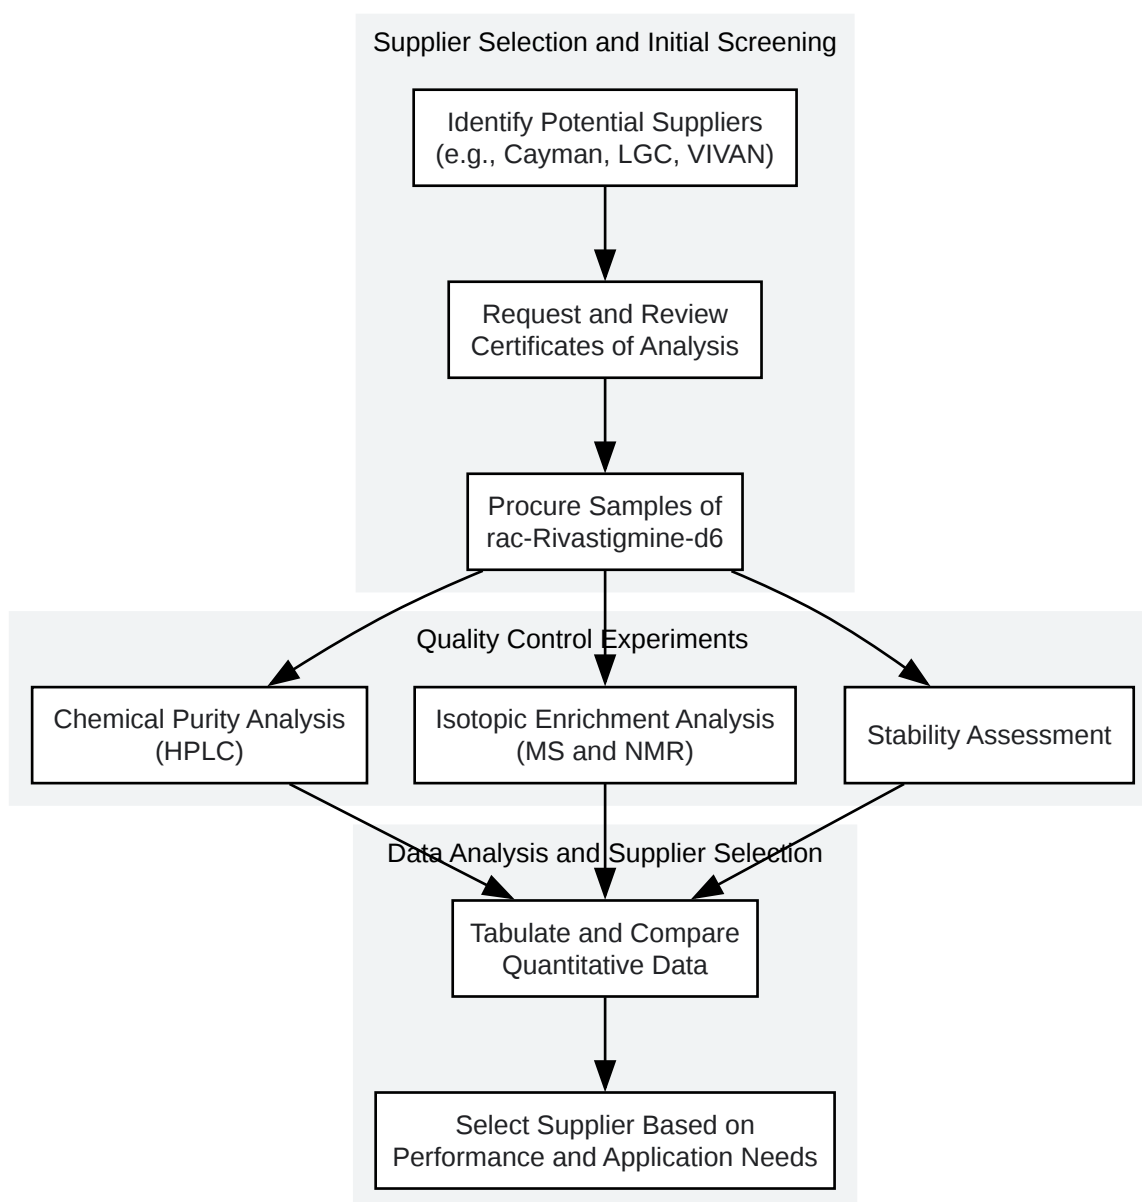 Supplier Selection and Initial Screening
Identify Potential Suppliers
(e.g., Cayman, LGC, VIVAN)
Request and Review
Certificates of Analysis
Procure Samples of
rac-Rivastigmine-d6
Quality Control Experiments
Chemical Purity Analysis
(HPLC)
Isotopic Enrichment Analysis
(MS and NMR)
Stability Assessment
Data Analysis and Supplier Selection
Tabulate and Compare
Quantitative Data
Select Supplier Based on
Performance and Application Needs